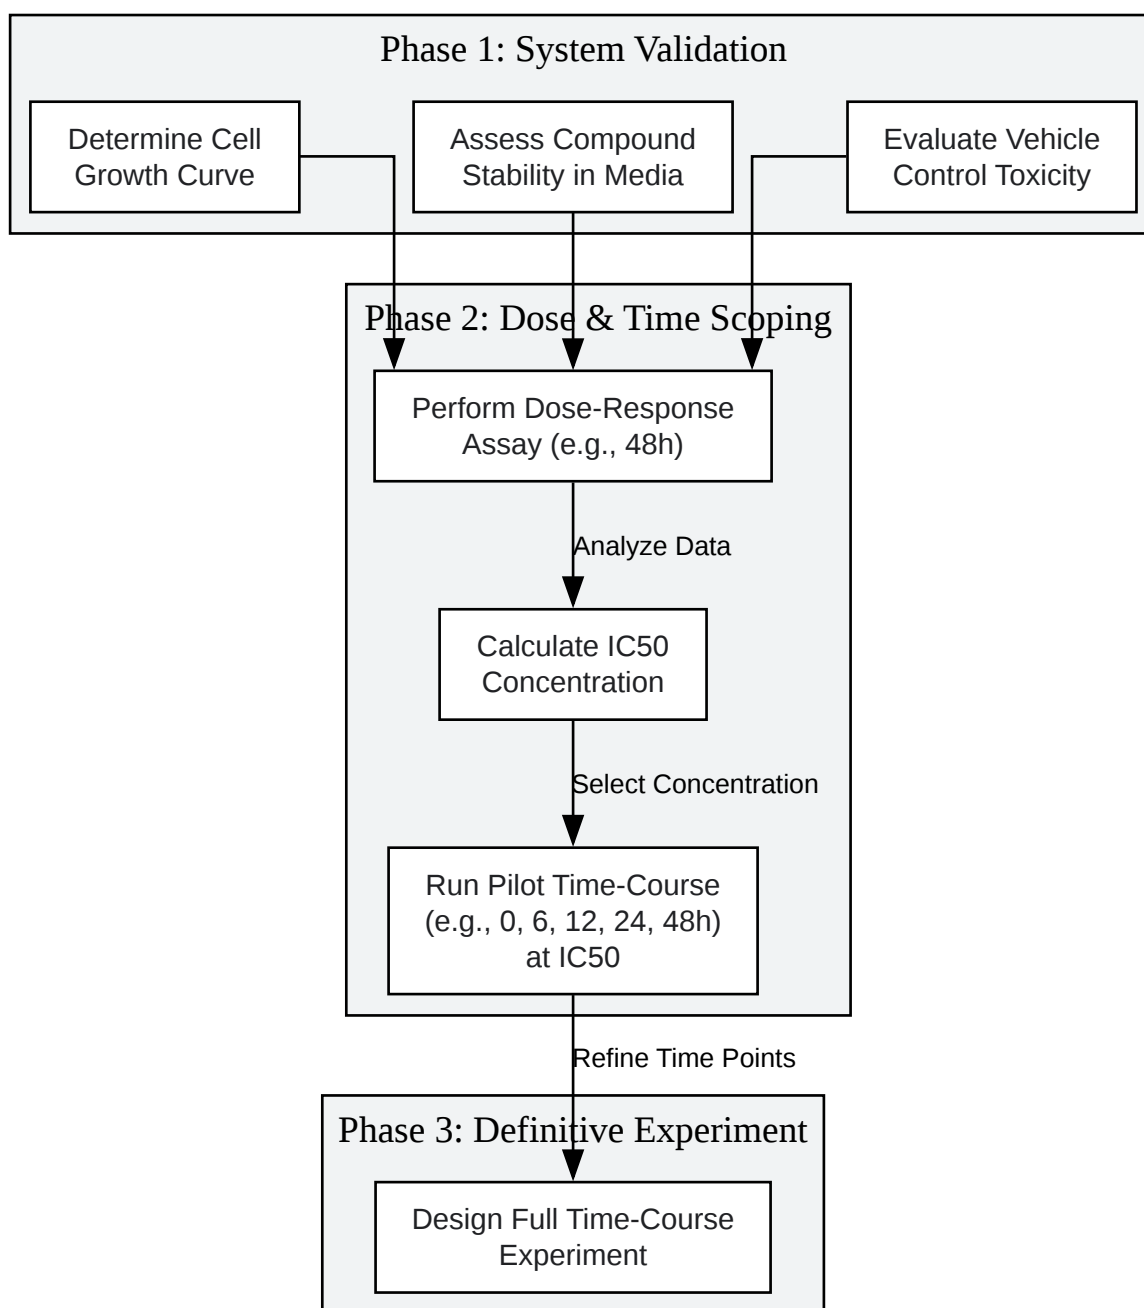 Phase 1: System Validation
Determine Cell
Growth Curve
Assess Compound
Stability in Media
Evaluate Vehicle
Control Toxicity
Phase 2: Dose & Time Scoping
Perform Dose-Response
Assay (e.g., 48h)
Analyze Data
Calculate IC50
Concentration
Select Concentration
Run Pilot Time-Course
(e.g., 0, 6, 12, 24, 48h)
at IC50
Refine Time Points
Phase 3: Definitive Experiment
Design Full Time-Course
Experiment